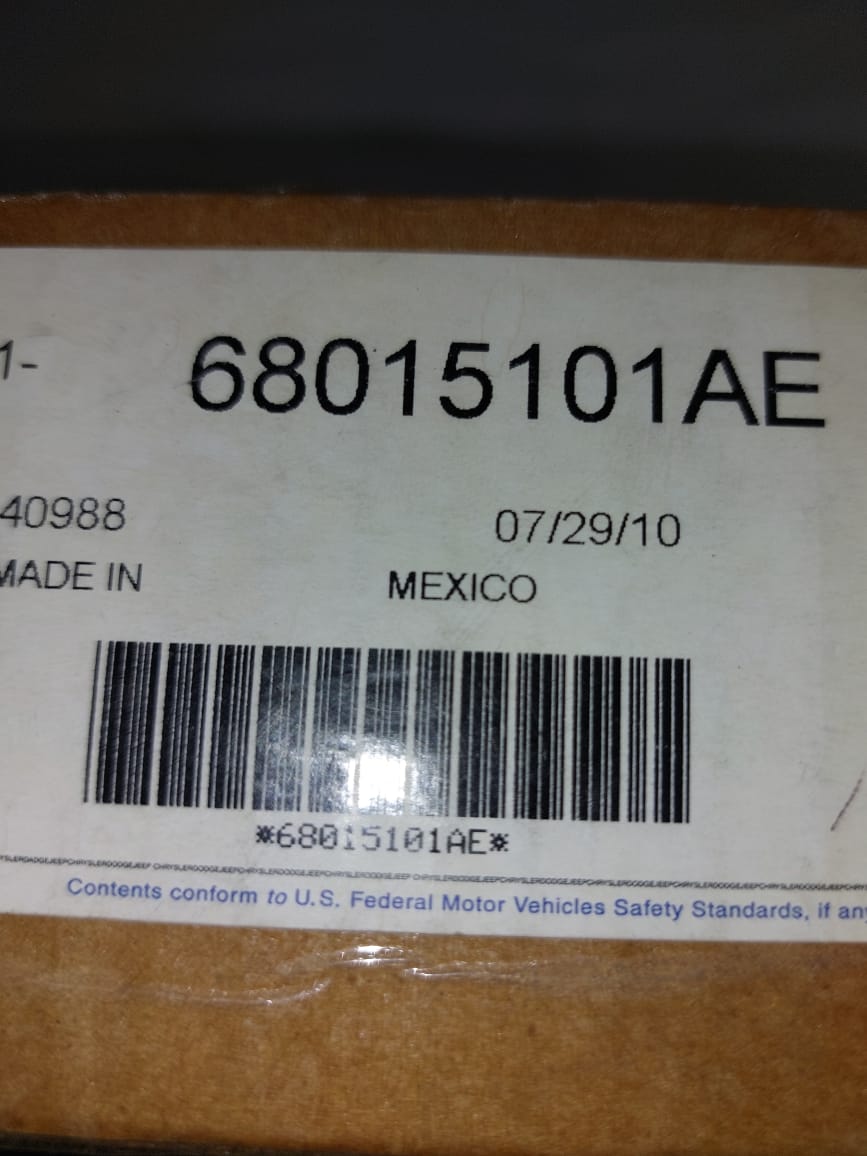 1- 68015101AE
40988 07/29/10
MADE IN MEXICO
*68015101AE*
Contents conform to U.S. Federal Motor Vehicles Safety Standards, if any